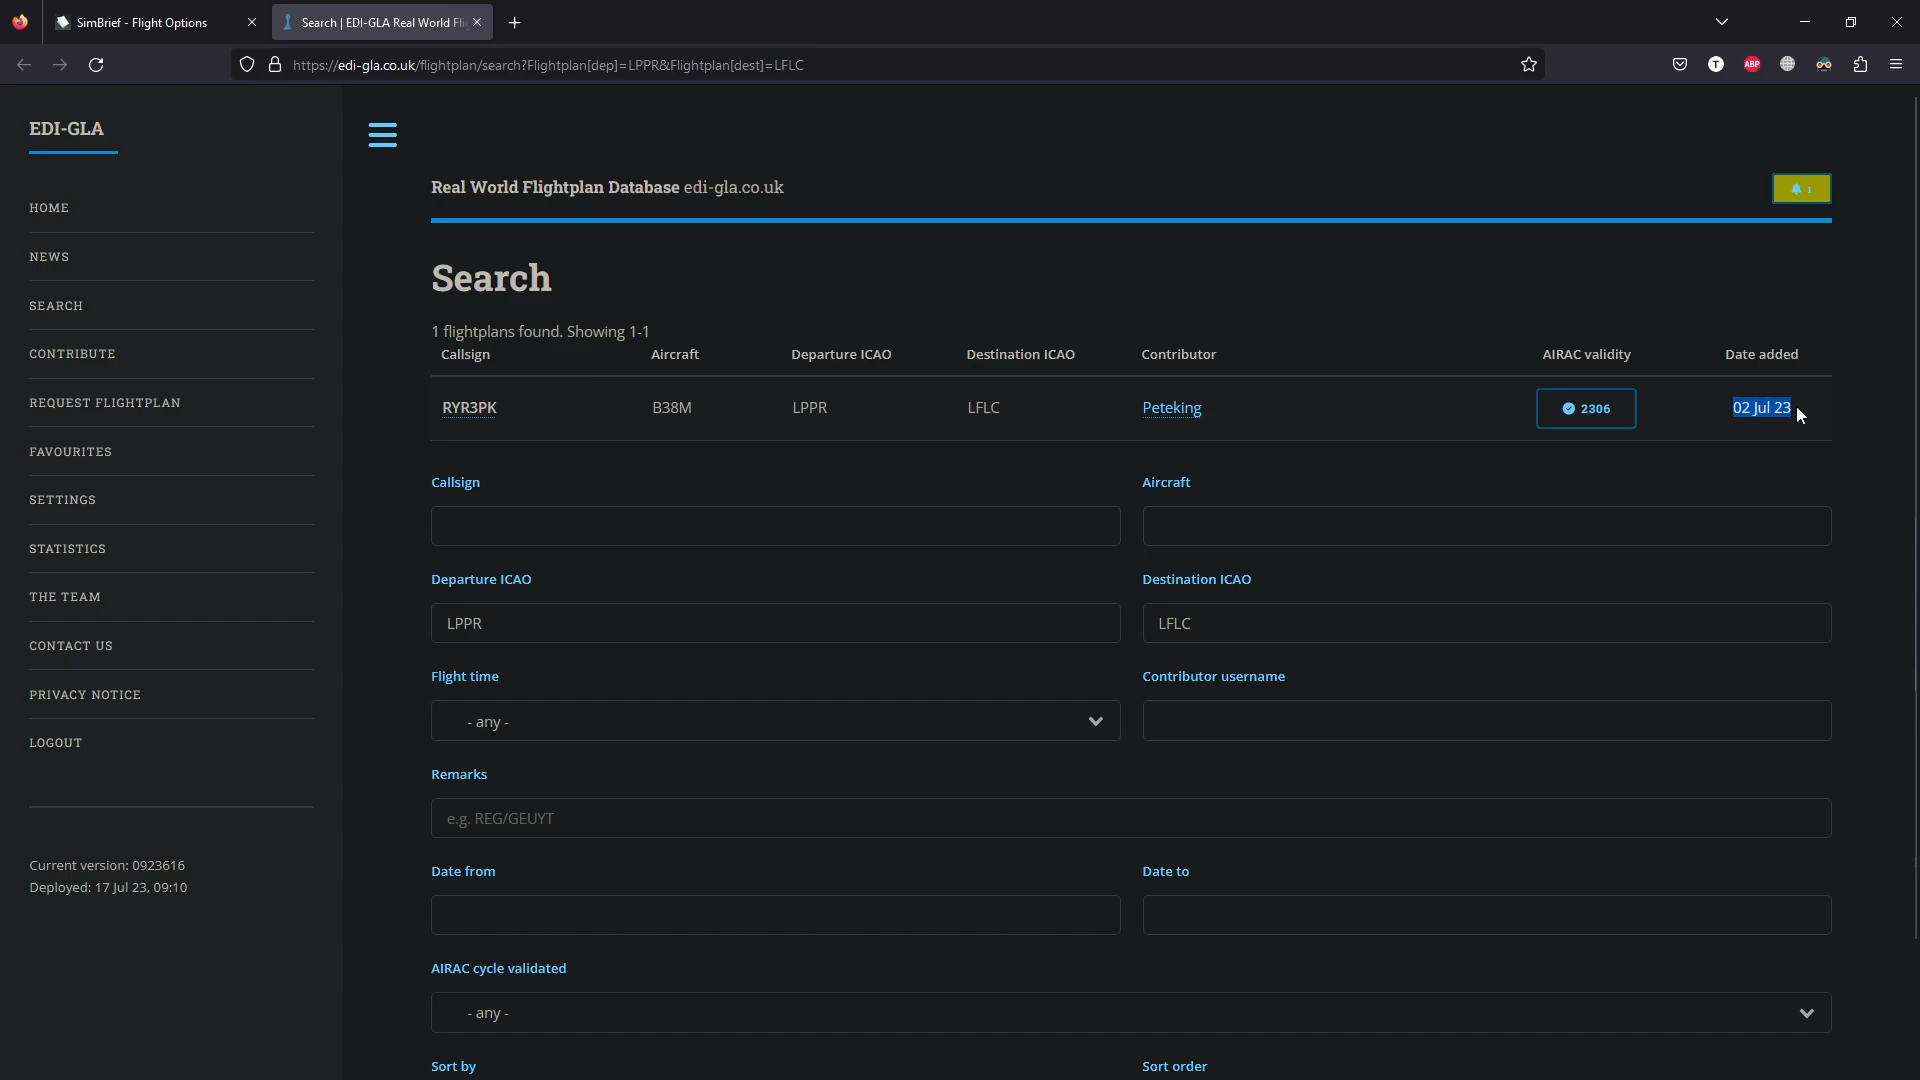 SimBrief - Flight Options
Search | EDI-GLA Real World Fli
https://edi-gla.co.uk/flightplan/search?Flightplan[dep]=LPPR&Flightplan[dest]=LFLC
T
ABP
EDI-GLA
HOME
NEWS
SEARCH
CONTRIBUTE
REQUEST FLIGHTPLAN
FAVOURITES
SETTINGS
STATISTICS
THE TEAM
CONTACT US
PRIVACY NOTICE
LOGOUT
Current version: 0923616
Deployed: 17 Jul 23, 09:10
Real World Flightplan Database edi-gla.co.uk
1
Search
1 flightplans found. Showing 1-1
Callsign Aircraft Departure ICAO Destination ICAO Contributor AIRAC validity Date added
RYR3PK B38M LPPR LFLC Peteking 2306 02 Jul 23
Callsign Aircraft
Departure ICAO Destination ICAO
LPPR LFLC
Flight time Contributor username
- any -
Remarks
e.g. REG/GEUYT
Date from Date to
AIRAC cycle validated
- any -
Sort by Sort order